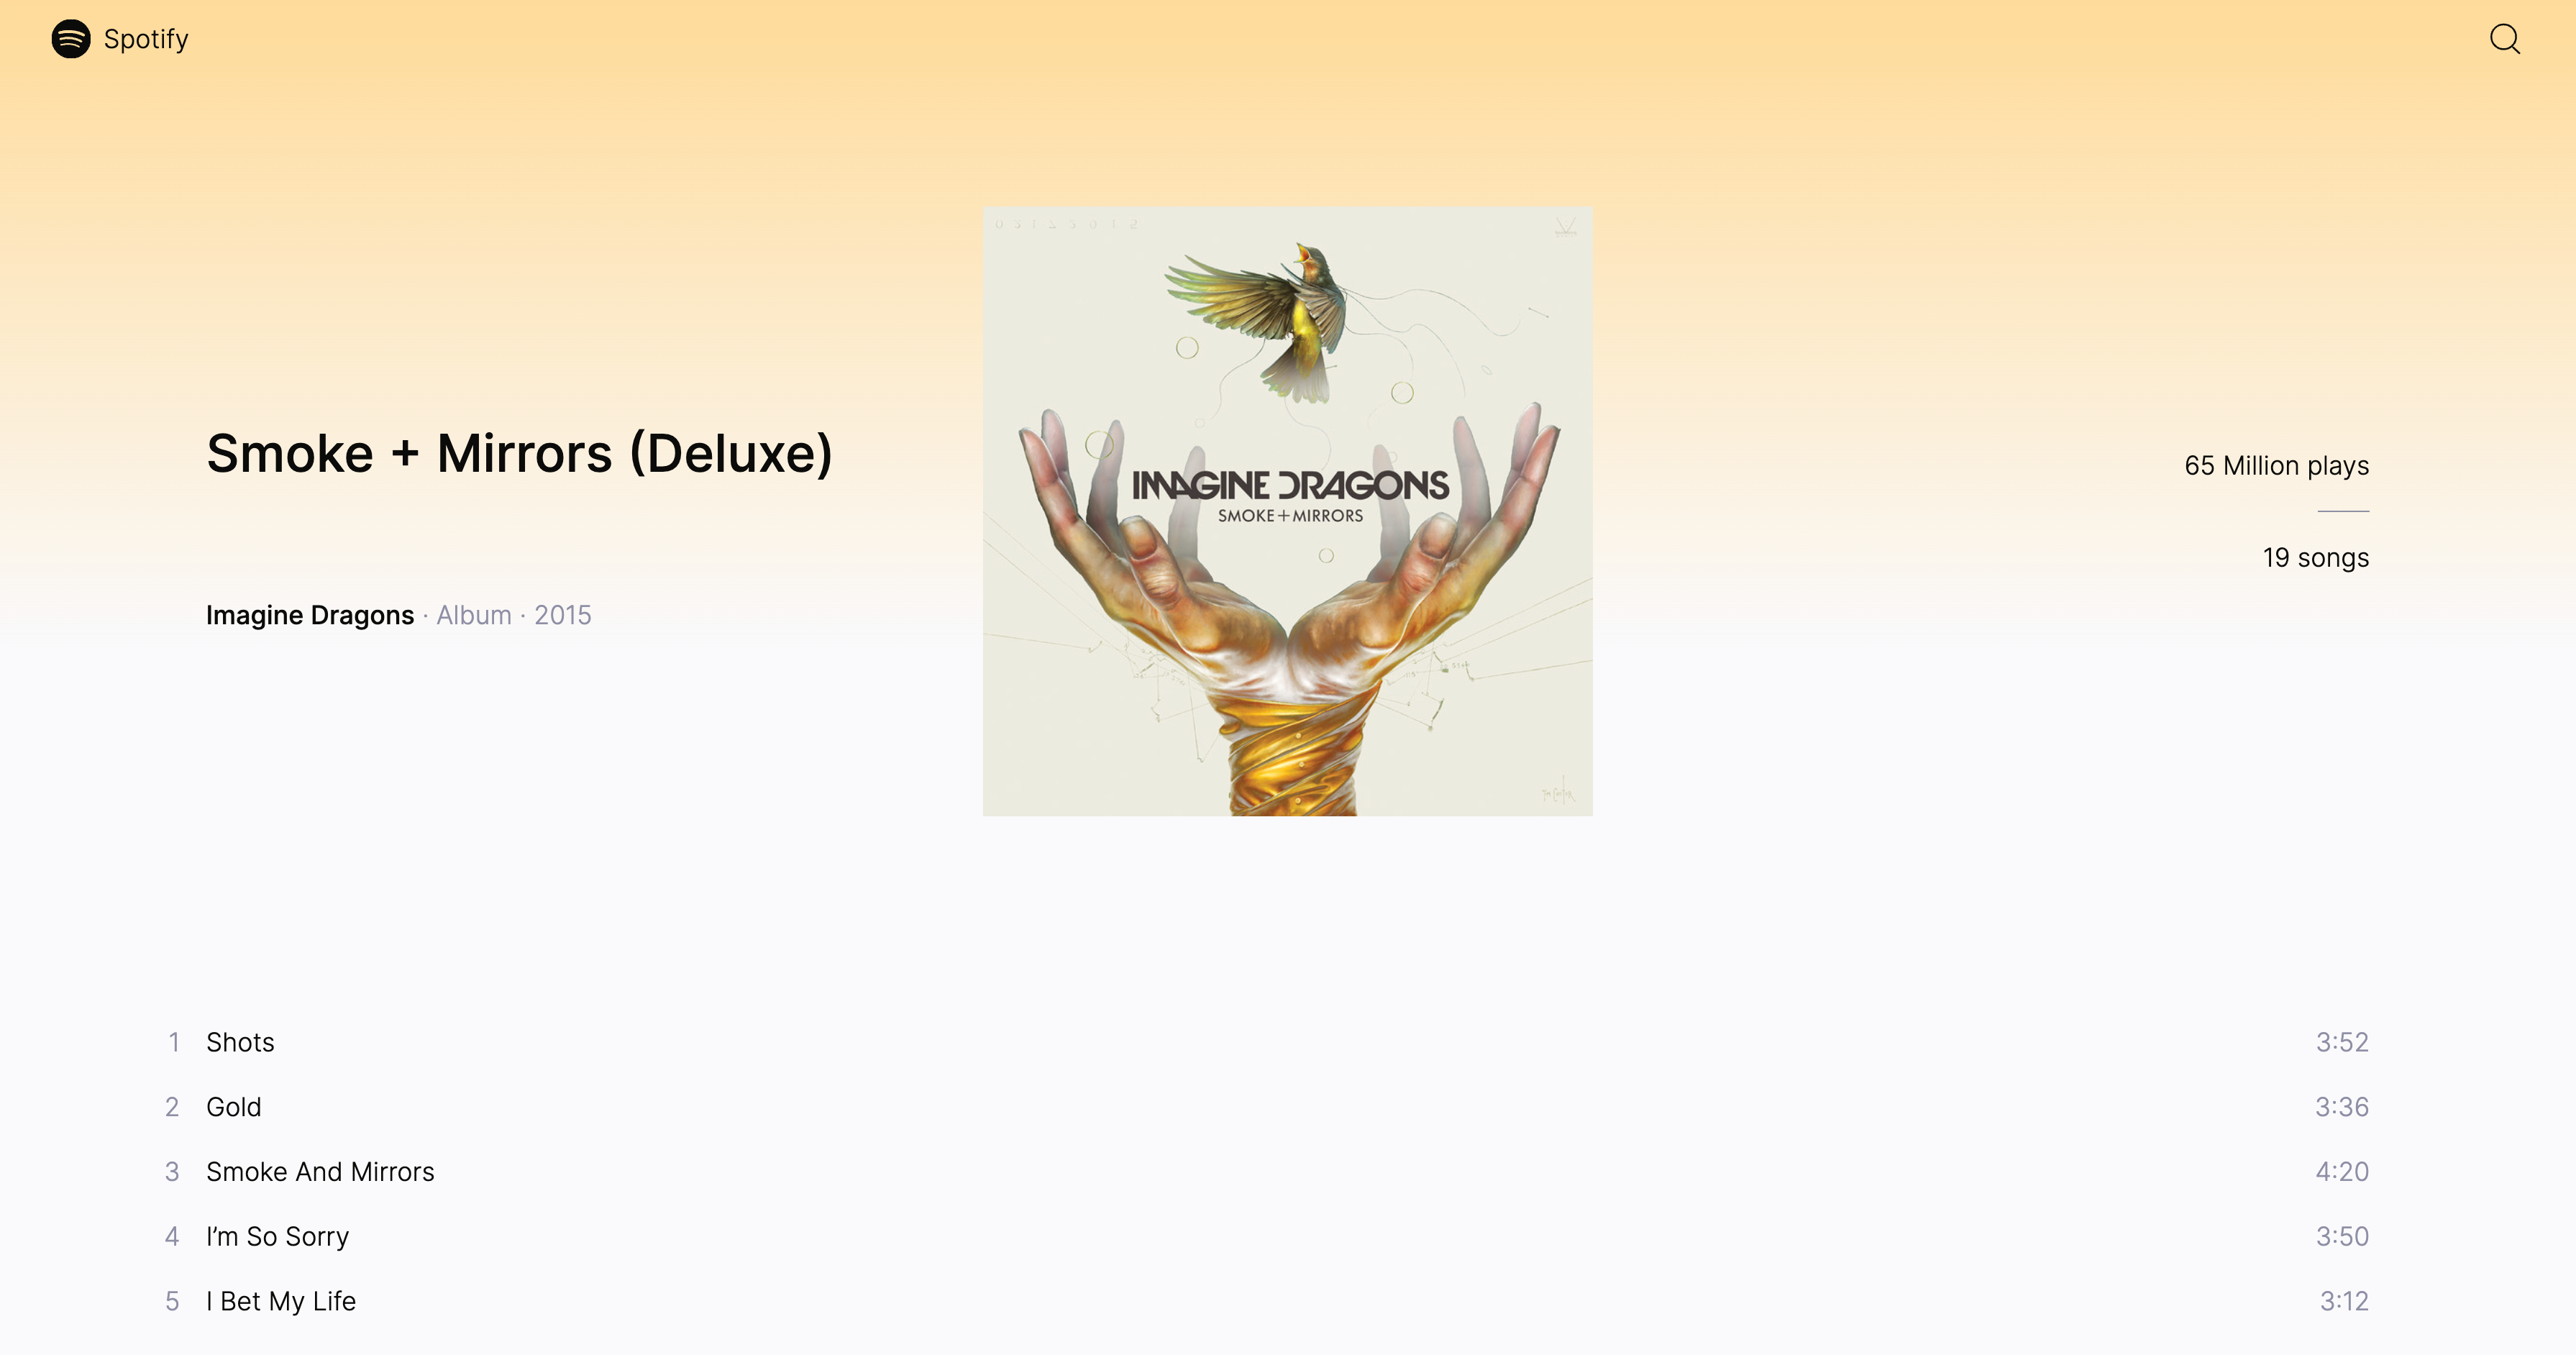 Spotify
Smoke + Mirrors (Deluxe)
Imagine Dragons · Album · 2015
IMAGINE DRAGONS
SMOKE+MIRRORS
65 Million plays
19 songs
1 Shots 3:52
2 Gold 3:36
3 Smoke And Mirrors 4:20
4 I’m So Sorry 3:50
5 I Bet My Life 3:12